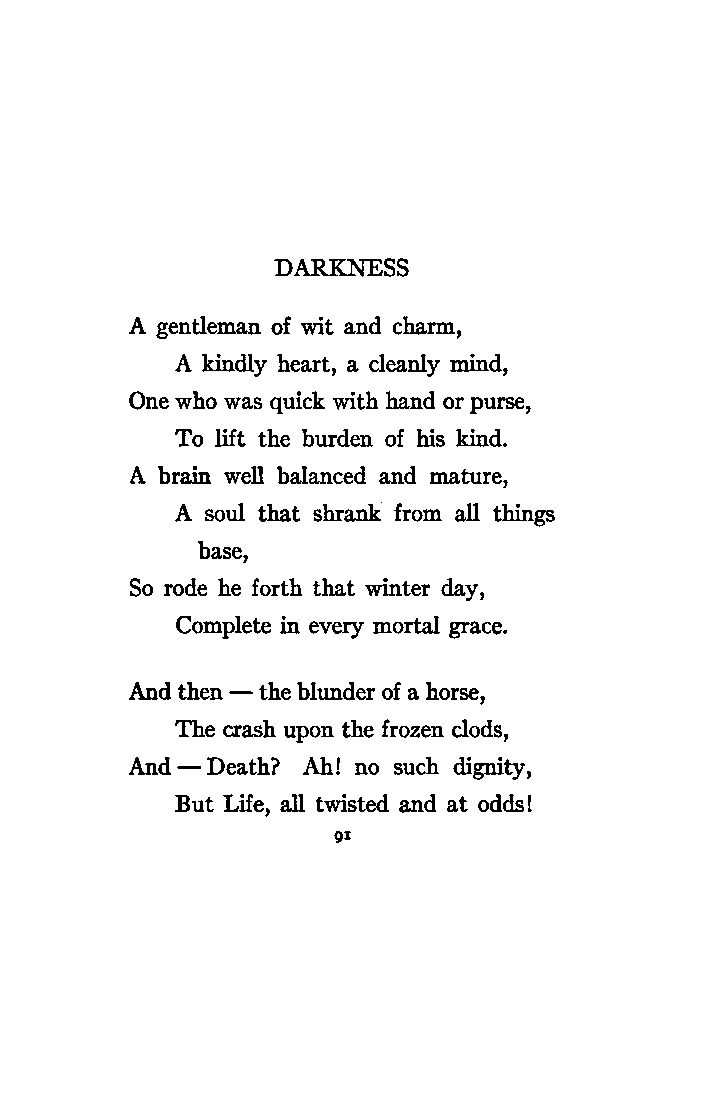 DARKNESS
A gentleman of wit and charm,
A kindly heart, a cleanly mind,
One who was quick with hand or purse,
To lift the burden of his kind.
A brain well balanced and mature,
A soul that shrank from all things
base,
So rode he forth that winter day,
Complete in every mortal grace.
And then — the blunder of a horse,
The crash upon the frozen clods,
And — Death? Ah! no such dignity,
But Life, all twisted and at odds!
91